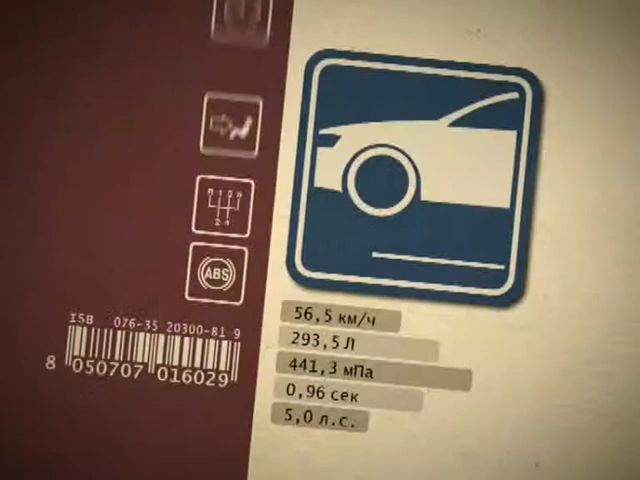 ABS
ISB 076-35 20300-81-9
8 050707 016029
56,5 км/ч
293,5 Л
441,3 мПа
0,96 сек
5,0 л.с.